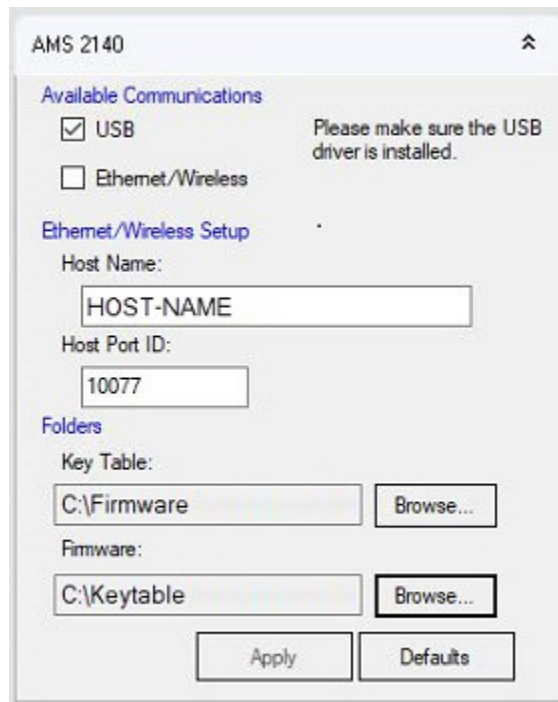 AMS 2140
Available Communications
USB
Please make sure the USB
driver is installed.
Ethernet/Wireless
Ethernet/Wireless Setup
Host Name:
HOST-NAME
Host Port ID:
10077
Folders
Key Table:
C:\Firmware
Browse...
Firmware:
C:\Keytable
Browse...
Apply
Defaults